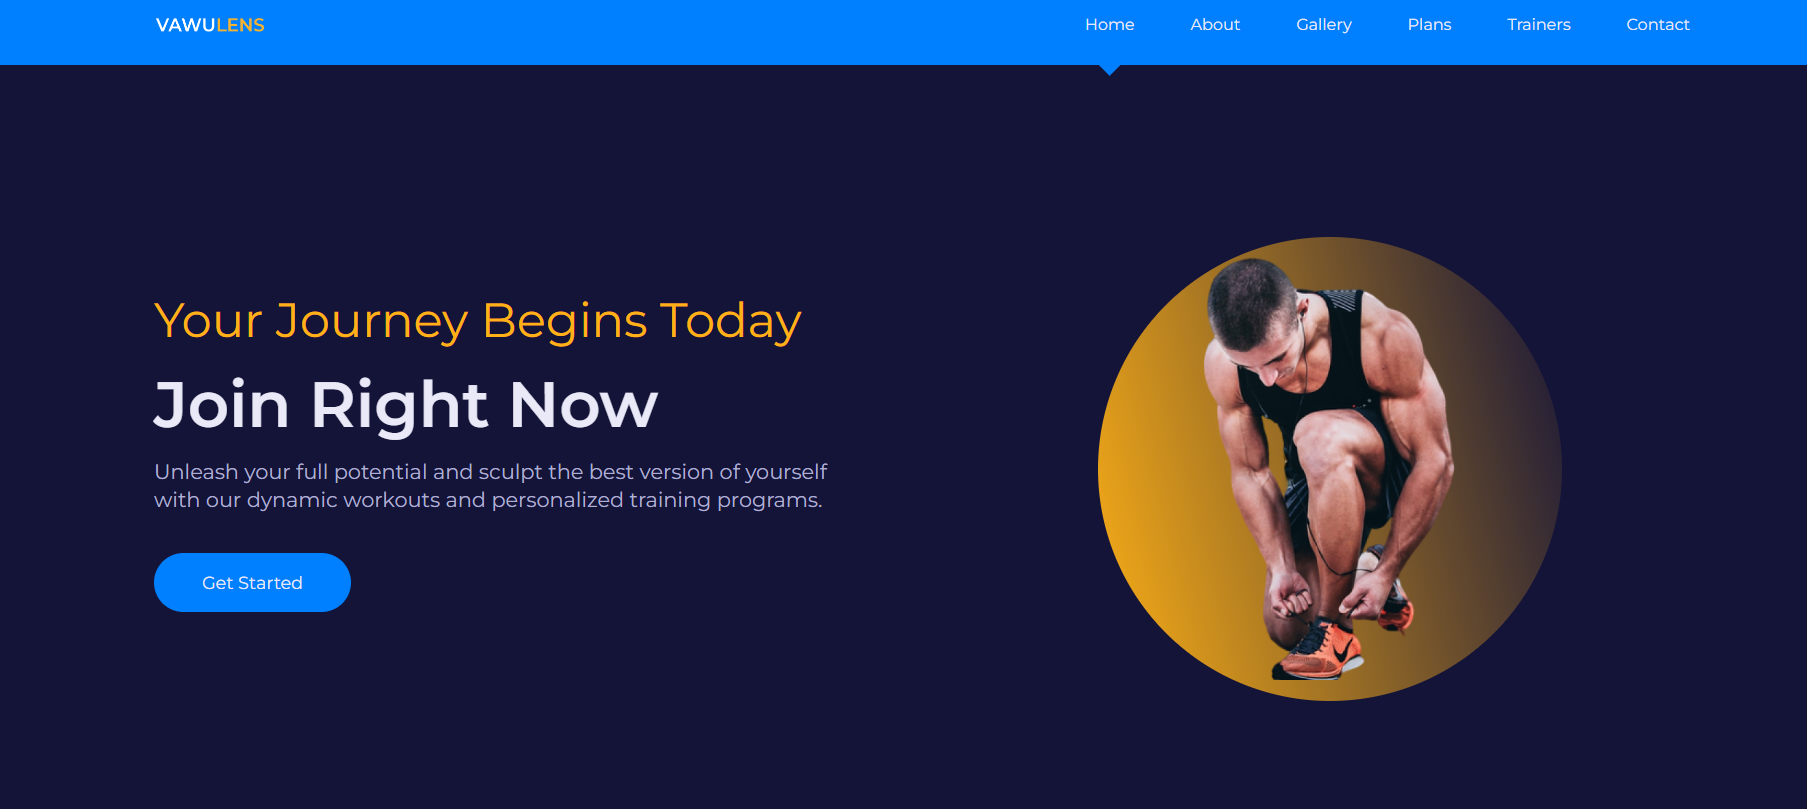 VAWULENS
Home About Gallery Plans Trainers Contact
Your Journey Begins Today
Join Right Now
Unleash your full potential and sculpt the best version of yourself
with our dynamic workouts and personalized training programs.
Get Started